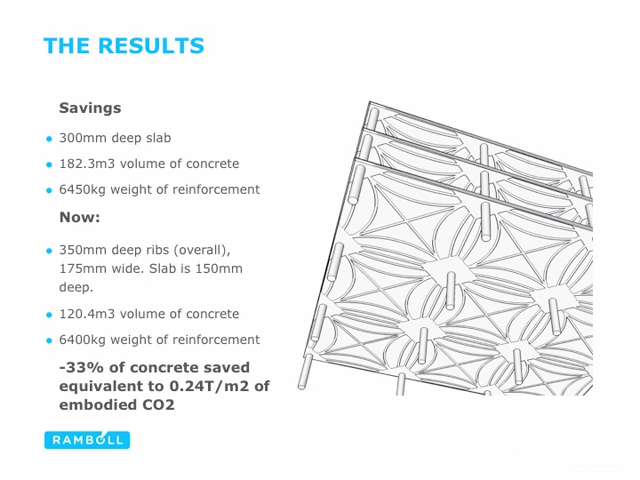 THE RESULTS
Savings
300mm deep slab
182.3m3 volume of concrete
6450kg weight of reinforcement
Now:
350mm deep ribs (overall),
175mm wide. Slab is 150mm
deep.
120.4m3 volume of concrete
6400kg weight of reinforcement
-33% of concrete saved
equivalent to 0.24T/m2 of
embodied CO2
RAMBOLL